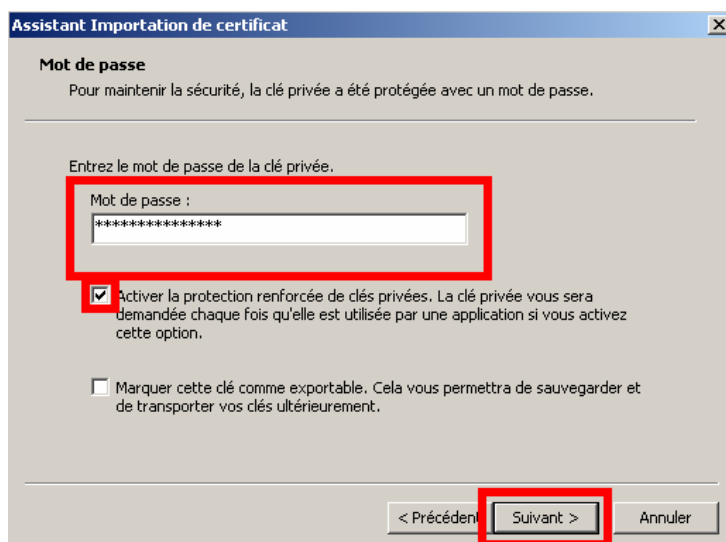 Assistant Importation de certificat
Mot de passe
Pour maintenir la sécurité, la clé privée a été protégée avec un mot de passe.
Entrez le mot de passe de la clé privée.
Mot de passe :
***************
Activer la protection renforcée de clés privées. La clé privée vous sera
demandée chaque fois qu'elle est utilisée par une application si vous activez
cette option.
Marquer cette clé comme exportable. Cela vous permettra de sauvegarder et
de transporter vos clés ultérieurement.
< Précédent Suivant > Annuler